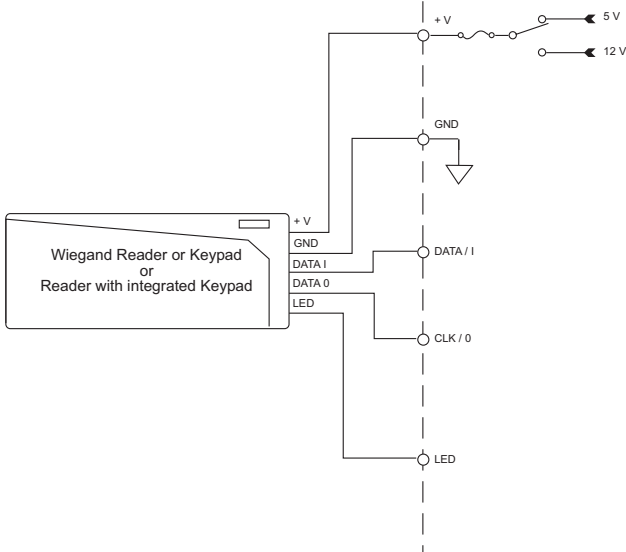 + V
5 V
12 V
GND
+ V
GND
DATA I
DATA 0
LED
Wiegand Reader or Keypad
or
Reader with integrated Keypad
DATA / I
CLK / 0
LED